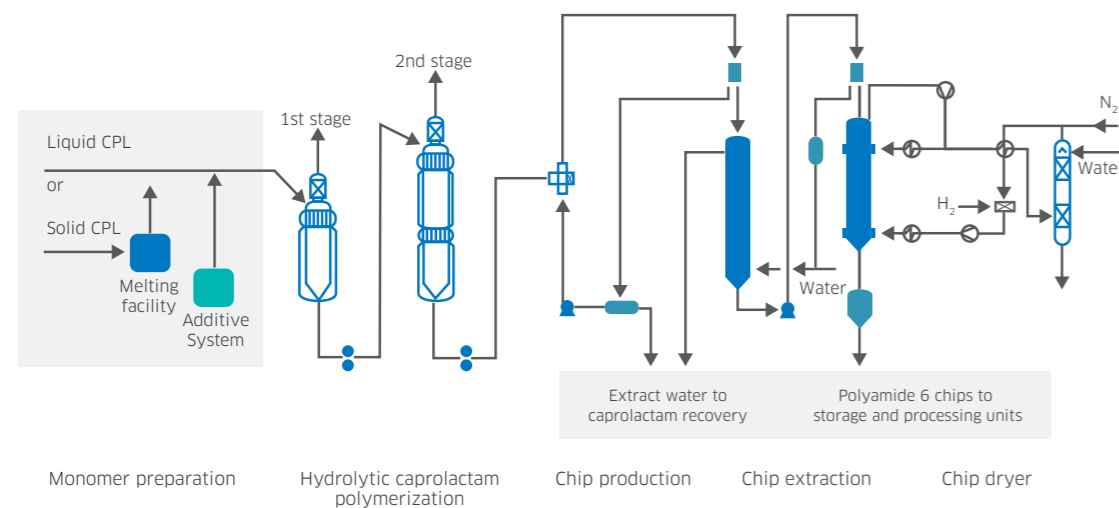 2nd stage
1st stage
Liquid CPL
or
Solid CPL
Melting
facility
Additive
System
N₂
Water
H₂
Water
Extract water to
caprolactam recovery
Polyamide 6 chips to
storage and processing units
Monomer preparation
Hydrolytic caprolactam
polymerization
Chip production
Chip extraction
Chip dryer